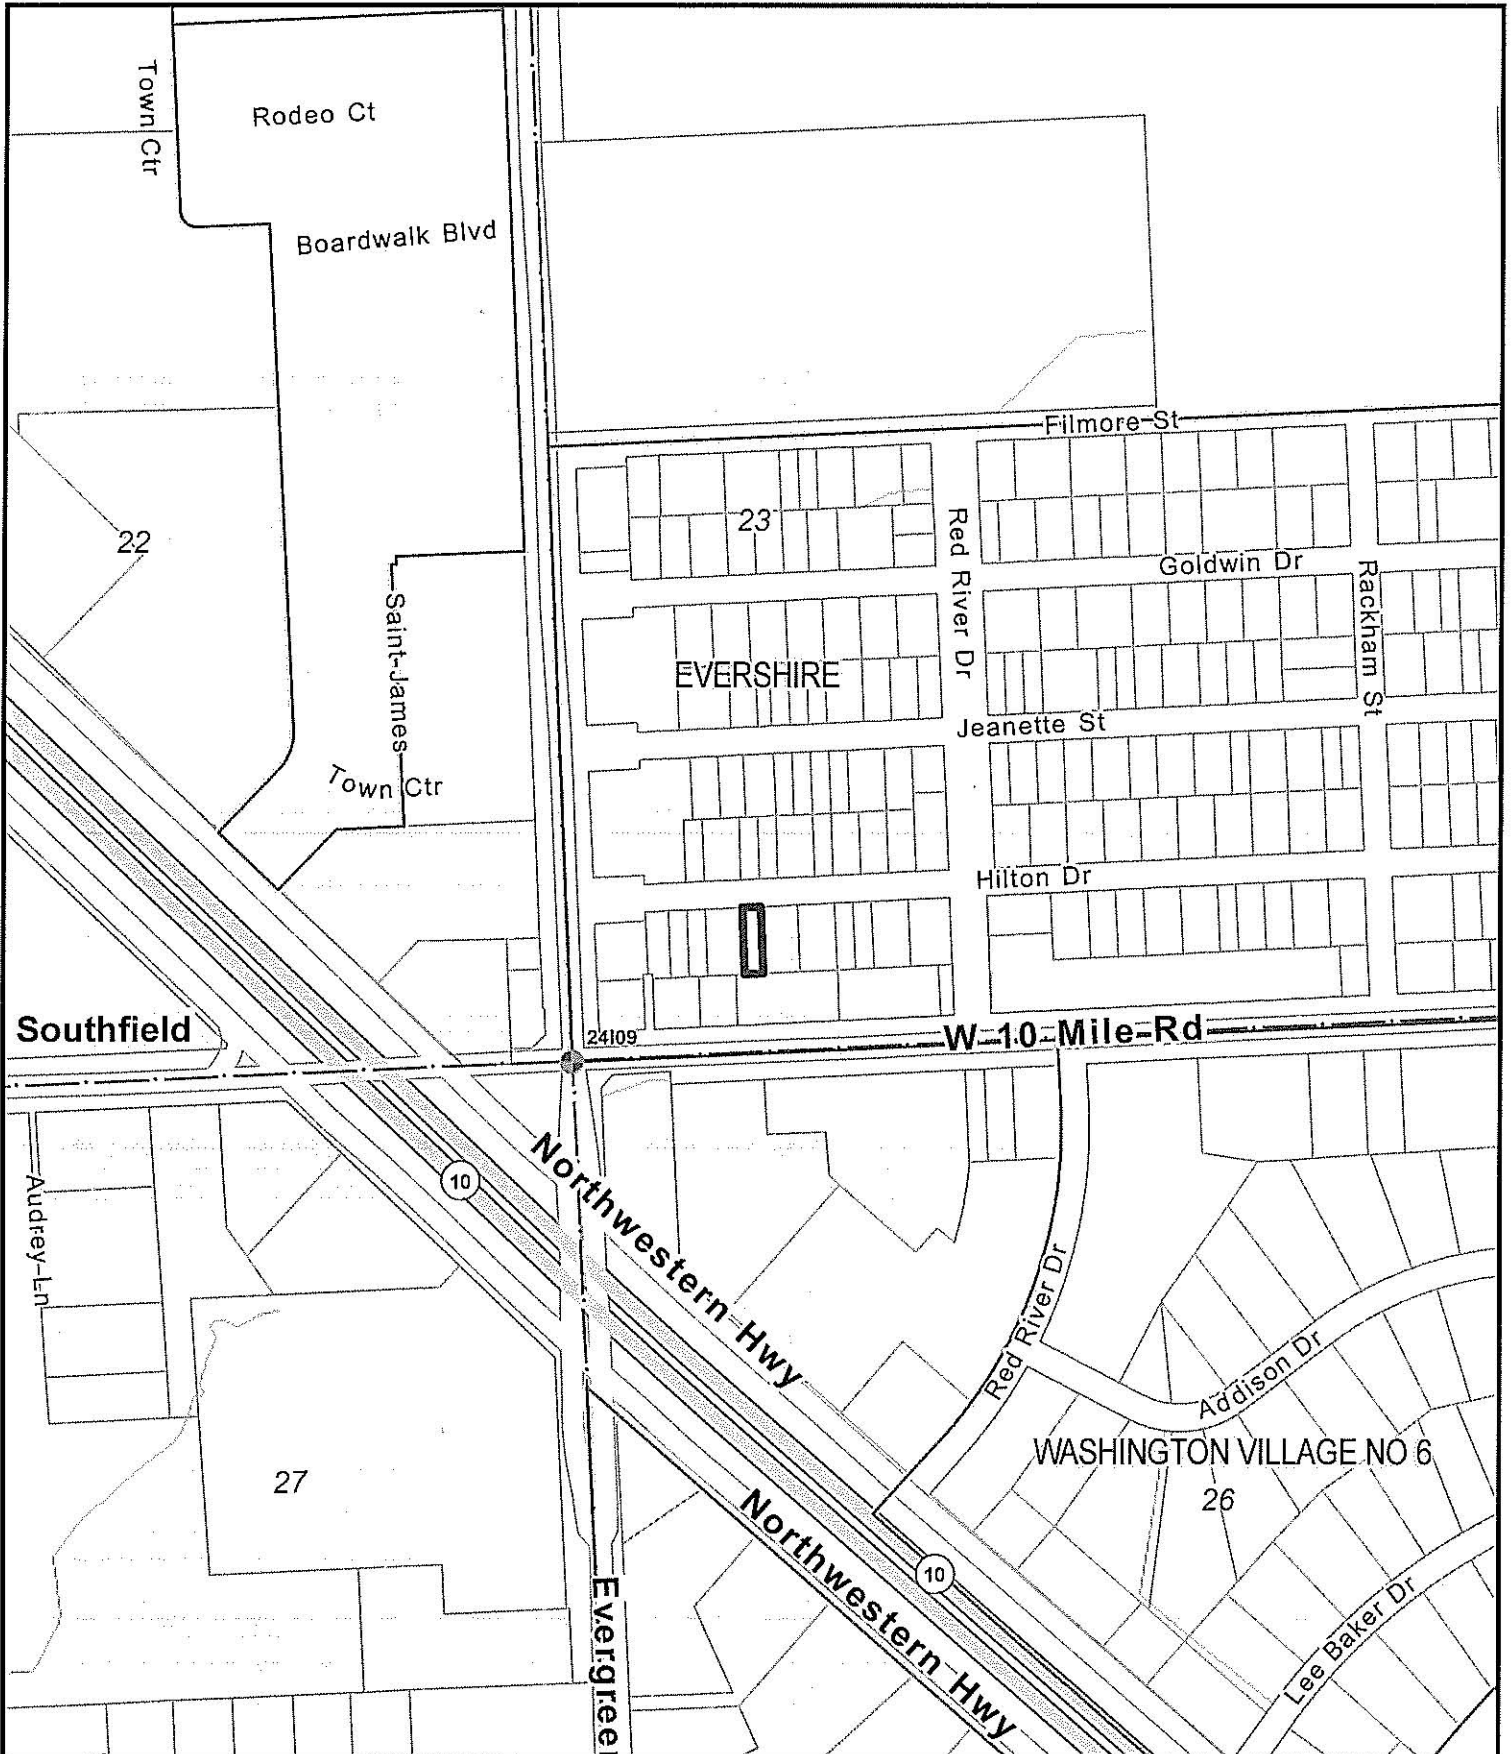 Town Ctr
Rodeo Ct
Boardwalk Blvd
Filmore St
22
23
Red River Dr
Goldwin Dr
Rackham St
Saint James
EVERSHIRE
Jeanette St
Town Ctr
Hilton Dr
Southfield
24I09
W 10 Mile Rd
Audrey Ln
10
Northwestern Hwy
Red River Dr
Addison Dr
WASHINGTON VILLAGE NO 6
26
27
Northwestern Hwy
10
Evergree
Lee Baker Dr